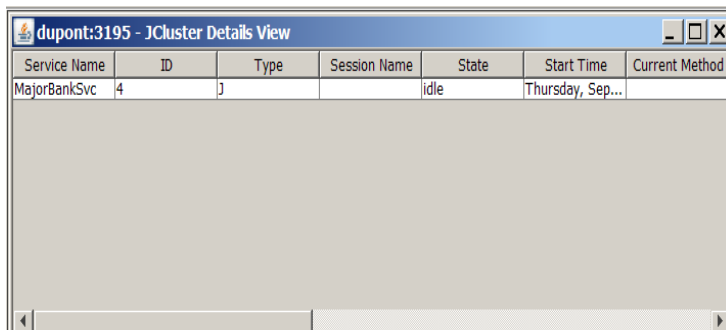 dupont:3195 - JCluster Details View
Service Name ID Type Session Name State Start Time Current Method
MajorBankSvc 4 J idle Thursday, Sep...